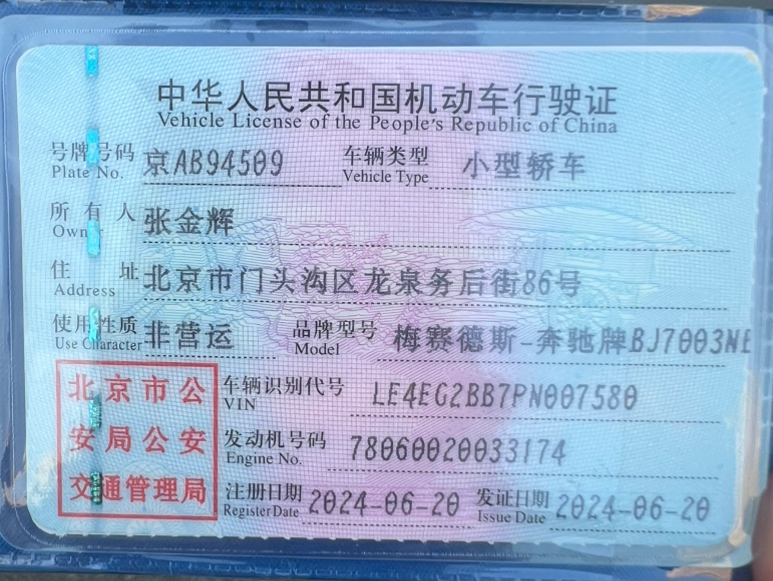 中华人民共和国机动车行驶证
Vehicle License of the People's Republic of China
号牌号码 京AB94509 车辆类型 小型轿车
Plate No. Vehicle Type
所有人 张金辉
Owner
住址 北京市门头沟区龙泉务后街86号
Address
使用性质 非营运 品牌型号 梅赛德斯-奔驰牌BJ7003NE
Use Character Model
北京市公
安局公安
交通管理局
车辆识别代号 LE4EG2BB7PN007580
VIN
发动机号码 78060020033174
Engine No.
注册日期 2024-06-20 发证日期 2024-06-20
Register Date Issue Date